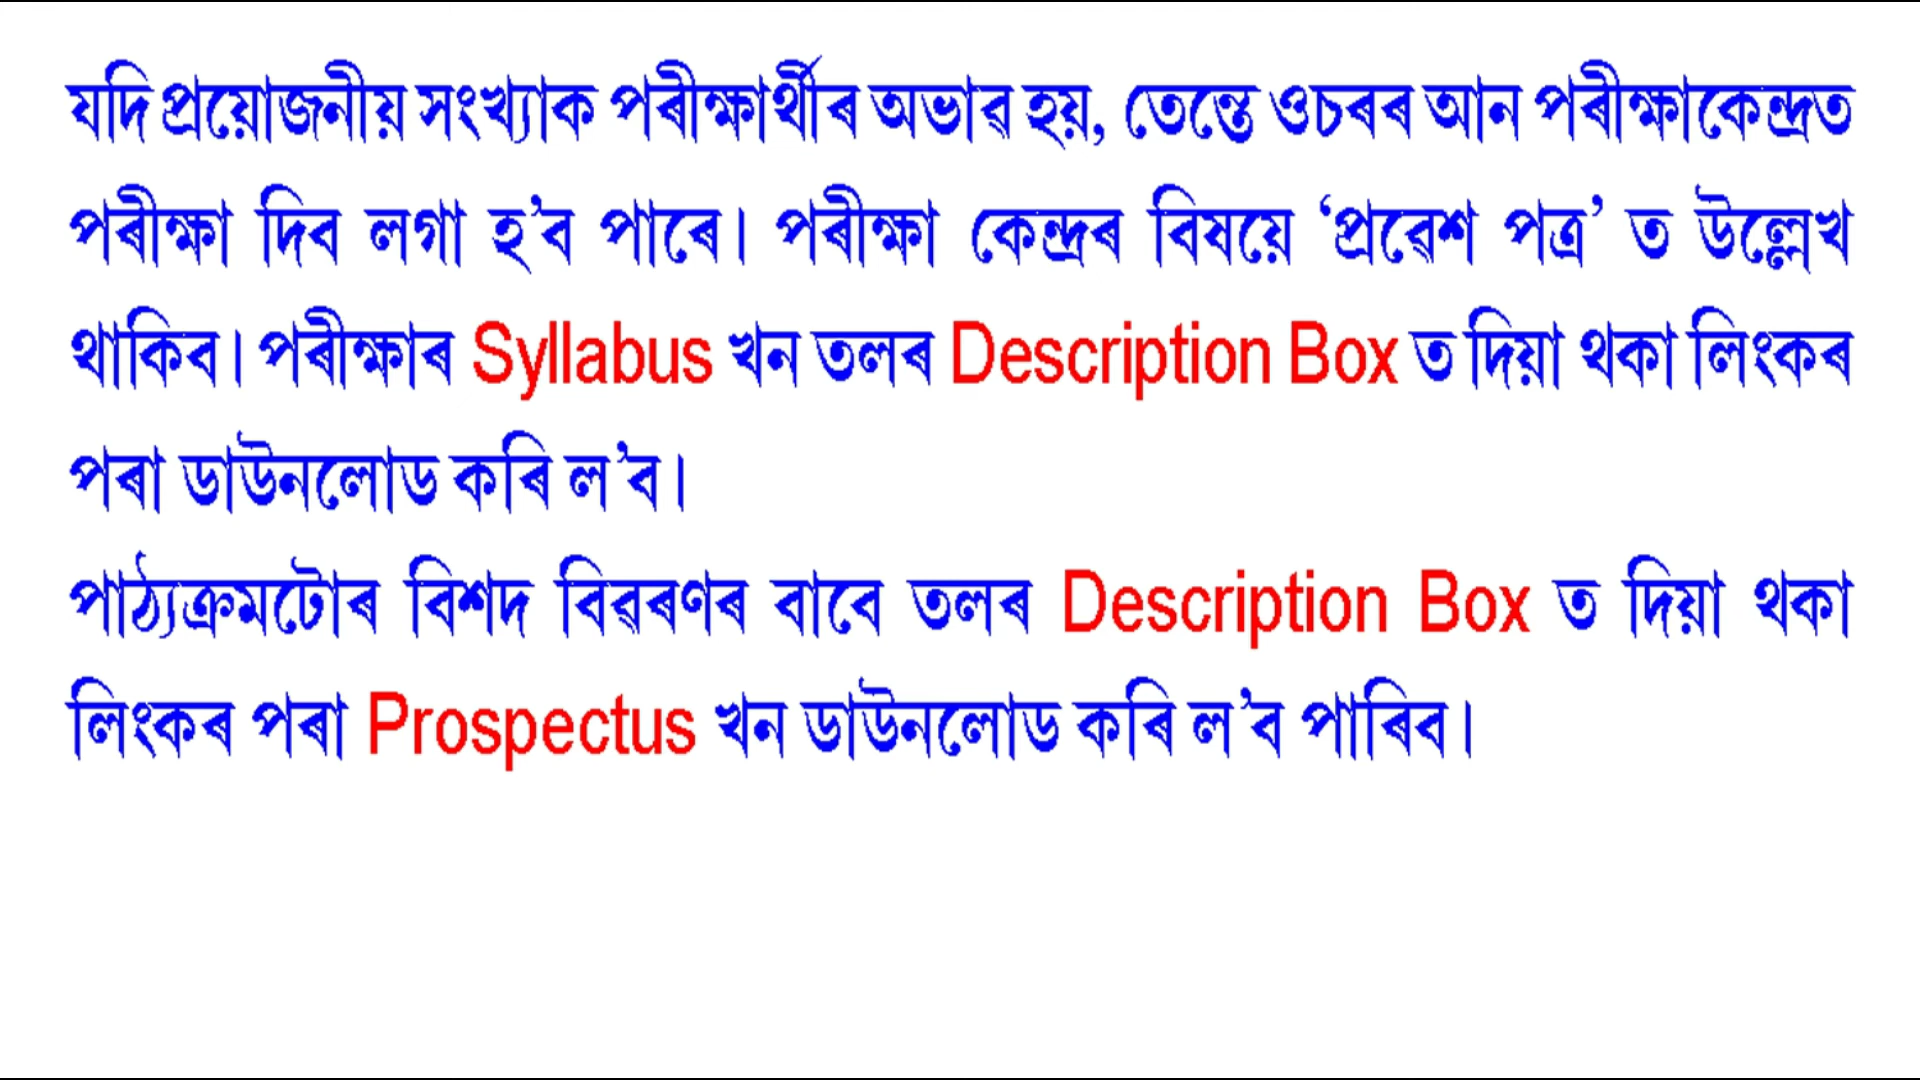 যদি প্ৰয়োজনীয় সংখ্যাক পৰীক্ষাৰ্থীৰ অভাৱ হয়, তেন্তে ওচৰৰ আন পৰীক্ষাকেন্দ্ৰত
পৰীক্ষা দিব লগা হ’ব পাৰে। পৰীক্ষা কেন্দ্ৰৰ বিষয়ে ‘প্ৰৱেশ পত্ৰ’ ত উল্লেখ
থাকিব। পৰীক্ষাৰ Syllabus খন তলৰ Description Box ত দিয়া থকা লিংকৰ
পৰা ডাউনলোড কৰি ল’ব।
পাঠ্যক্ৰমটোৰ বিশদ বিৱৰণৰ বাবে তলৰ Description Box ত দিয়া থকা
লিংকৰ পৰা Prospectus খন ডাউনলোড কৰি ল’ব পাৰিব।